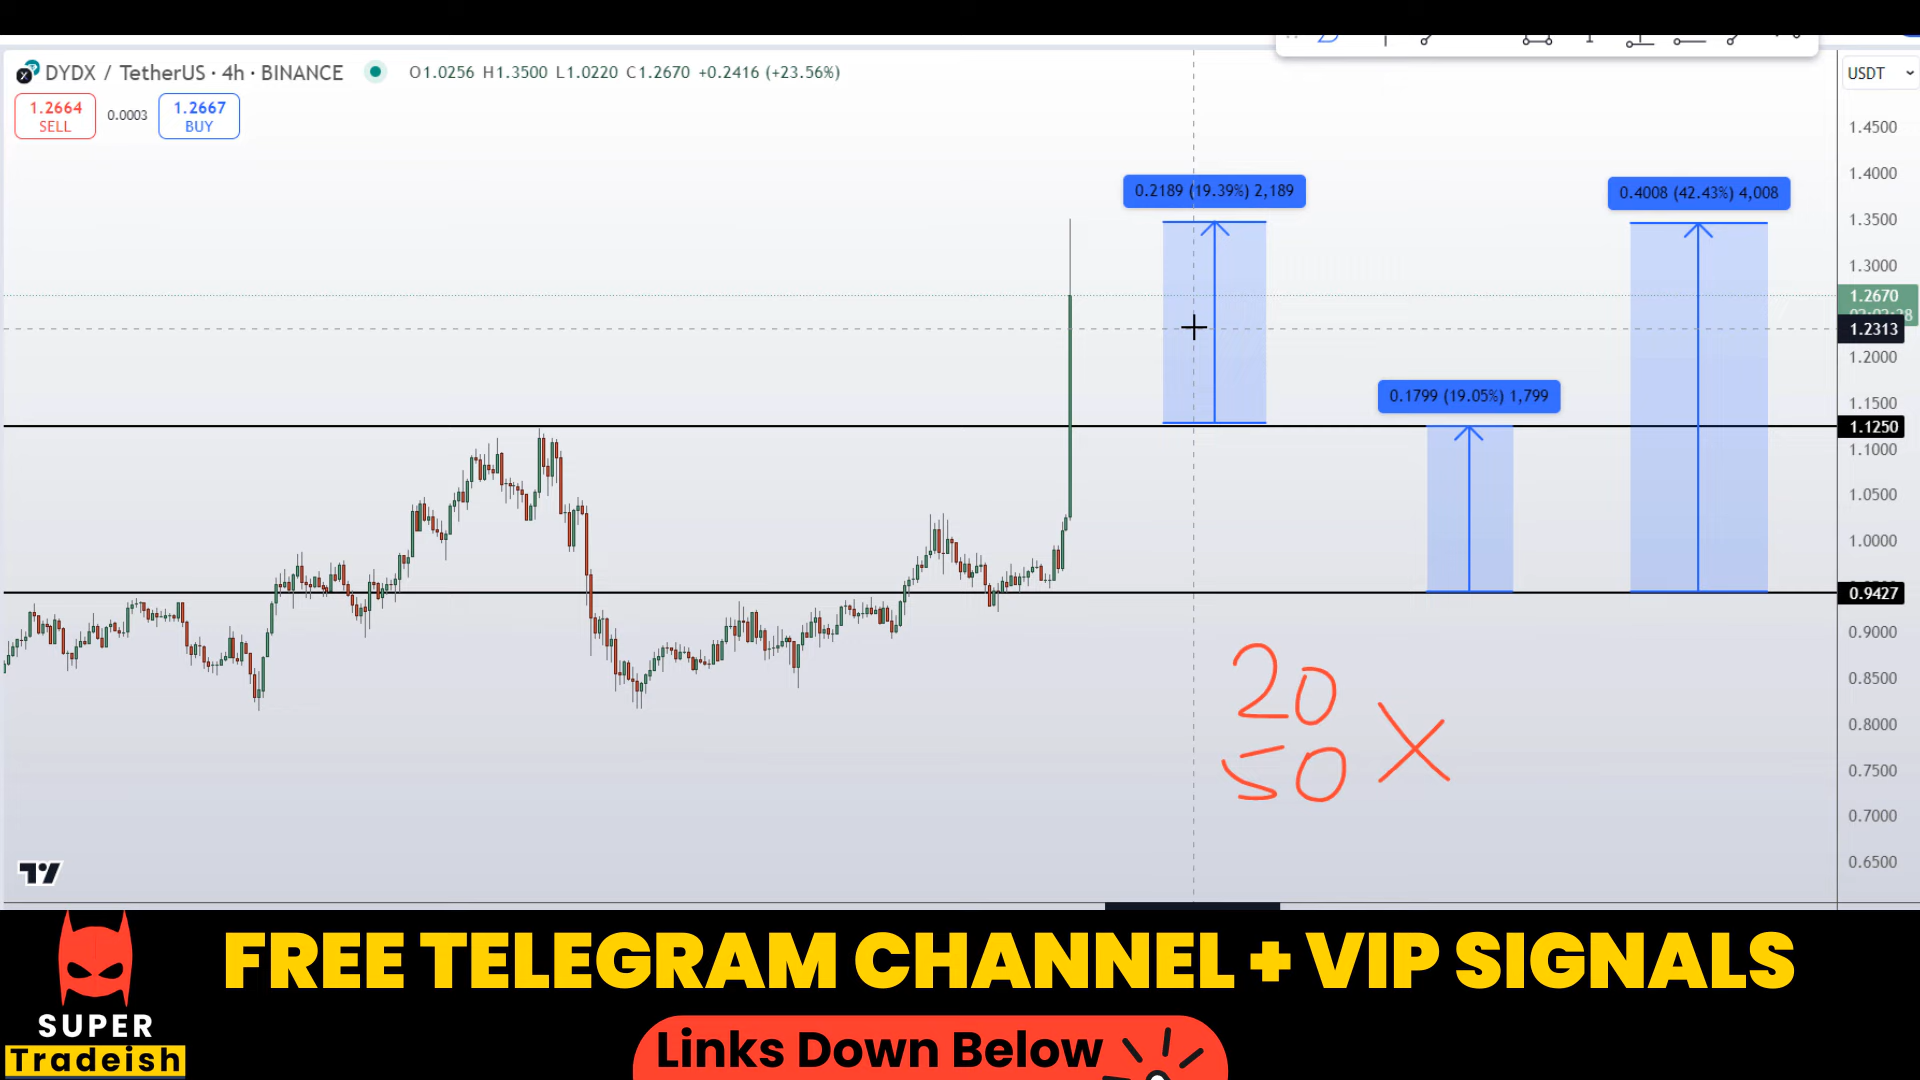 DYDX / TetherUS · 4h · BINANCE
O1.0256 H1.3500 L1.0220 C1.2670 +0.2416 (+23.56%)
USDT
1.2664
SELL
0.0003
1.2667
BUY
1.4500
1.4000
1.3500
1.3000
1.2670
1.2313
1.2000
1.1500
1.1250
1.1000
1.0500
1.0000
0.9427
0.9000
0.8500
0.8000
0.7500
0.7000
0.6500
0.2189 (19.39%) 2,189
0.4008 (42.43%) 4,008
0.1799 (19.05%) 1,799
20
50 X
FREE TELEGRAM CHANNEL + VIP SIGNALS
SUPER
Tradeish
Links Down Below